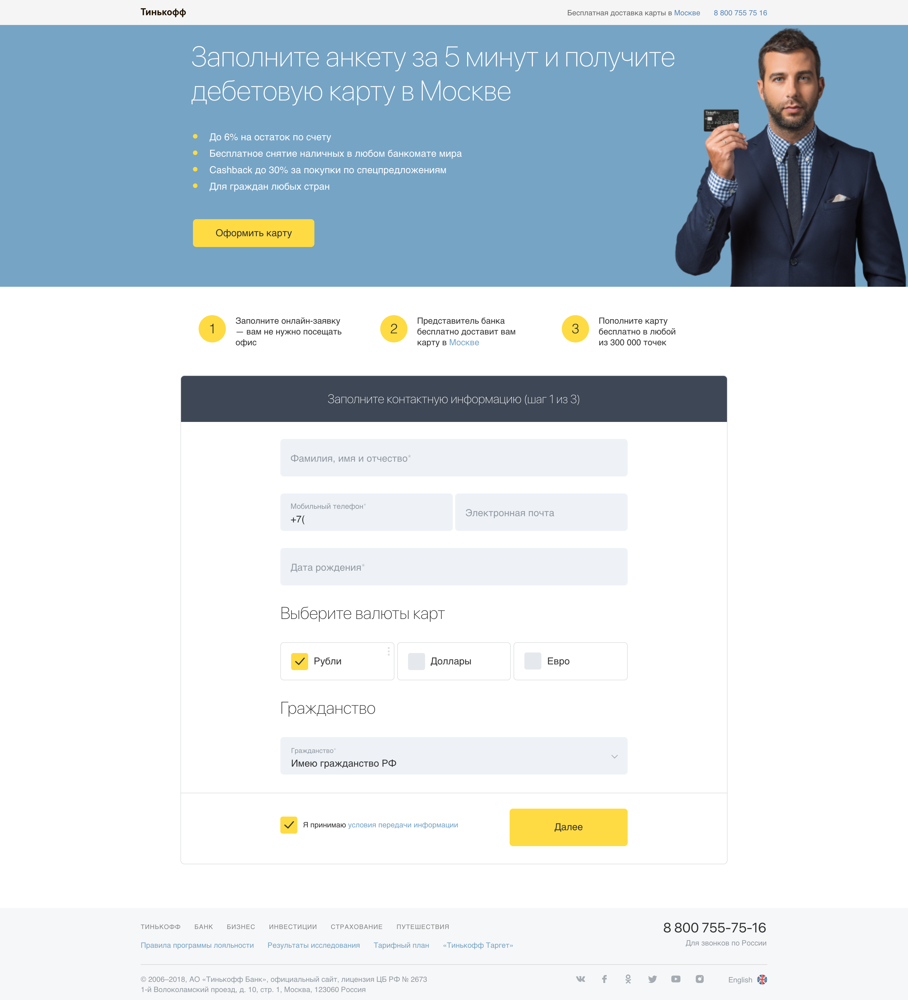 Тинькофф
Бесплатная доставка карты в Москве
8 800 755 75 16
Заполните анкету за 5 минут и получите
дебетовую карту в Москве
До 6% на остаток по счету
Бесплатное снятие наличных в любом банкомате мира
Cashback до 30% за покупки по спецпредложениям
Для граждан любых стран
Оформить карту
1
Заполните онлайн-заявку
— вам не нужно посещать
офис
2
Представитель банка
бесплатно доставит вам
карту в Москве
3
Пополните карту
бесплатно в любой
из 300 000 точек
Заполните контактную информацию (шаг 1 из 3)
Фамилия, имя и отчество*
Мобильный телефон*
+7(
Электронная почта
Дата рождения*
Выберите валюты карт
Рубли
Доллары
Евро
Гражданство
Гражданство*
Имею гражданство РФ
Я принимаю условия передачи информации
Далее
ТИНЬКОФФ БАНК БИЗНЕС ИНВЕСТИЦИИ СТРАХОВАНИЕ ПУТЕШЕСТВИЯ
8 800 755-75-16
Для звонков по России
Правила программы лояльности Результаты исследования Тарифный план «Тинькофф Таргет»
© 2006–2018, АО «Тинькофф Банк», официальный сайт, лицензия ЦБ РФ № 2673
1-й Волоколамский проезд, д. 10, стр. 1, Москва, 123060 Россия
English